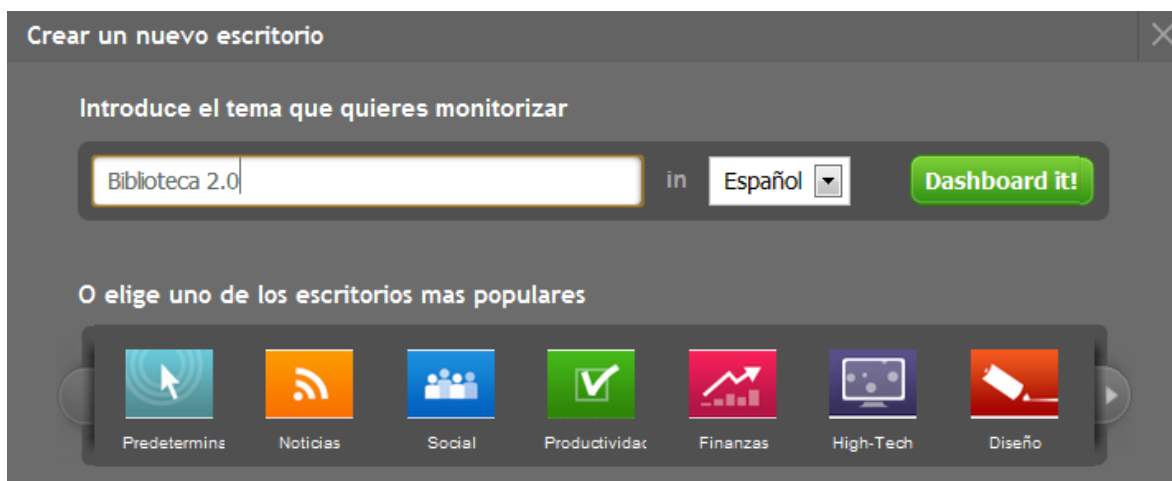 Crear un nuevo escritorio
Introduce el tema que quieres monitorizar
Biblioteca 2.0 in Español Dashboard it!
O elige uno de los escritorios mas populares
Predetermina Noticias Social Productividad Finanzas High-Tech Diseño